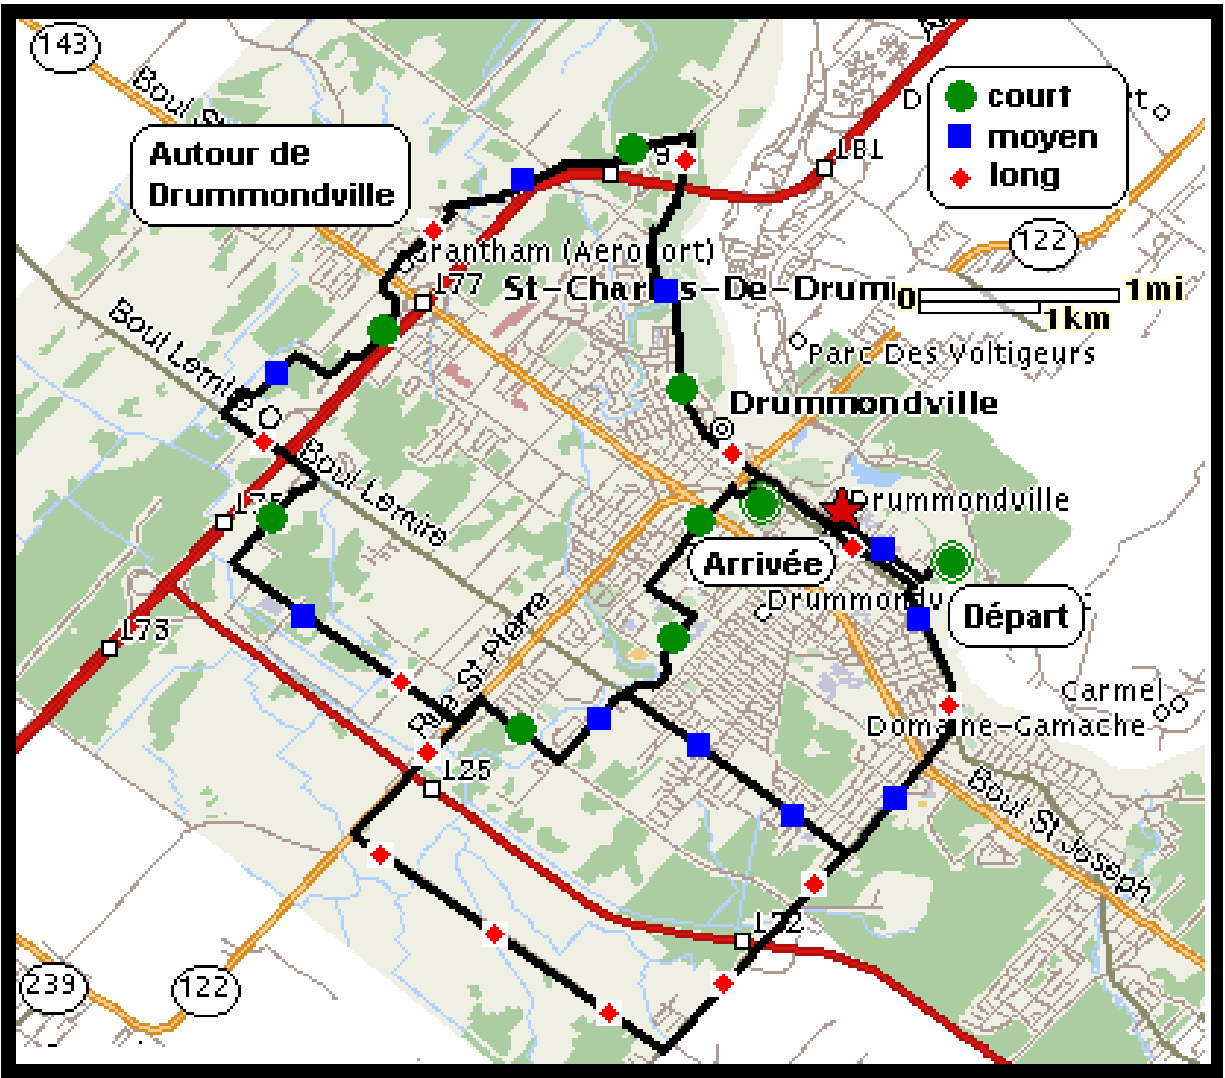 143
Boul
court
moyen
long
Autour de
Drummondville
181
122
Grantham (Aeroport)
177
St-Charles-De-Drum
0
1mi
1km
Boul Lemire
Parc Des Voltigeurs
Drummondville
Boul Lemire
Drummondville
175
Arrivée
Drummondv
Départ
173
Rue St Pierre
Carmel
Domaine-Gamache
125
Boul St Joseph
122
239
122